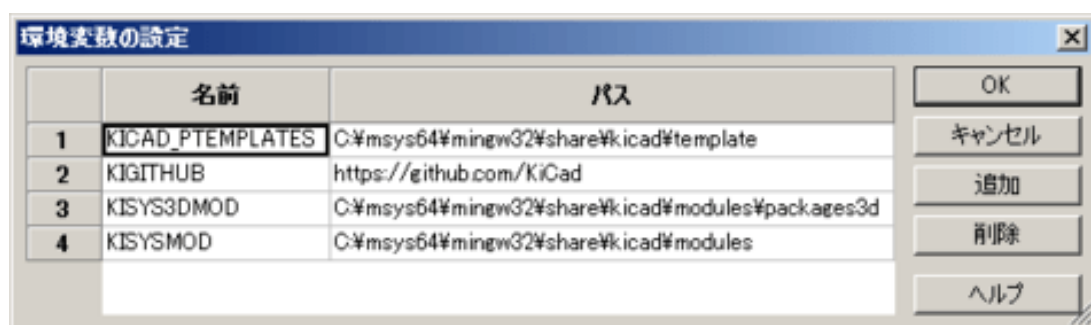 環境変数の設定
名前 パス OK
1 KICAD_PTEMPLATES C:¥msys64¥mingw32¥share¥kicad¥template キャンセル
2 KIGITHUB https://github.com/KiCad
追加
3 KISYS3DMOD C:¥msys64¥mingw32¥share¥kicad¥modules¥packages3d
4 KISYSMOD C:¥msys64¥mingw32¥share¥kicad¥modules 削除
ヘルプ